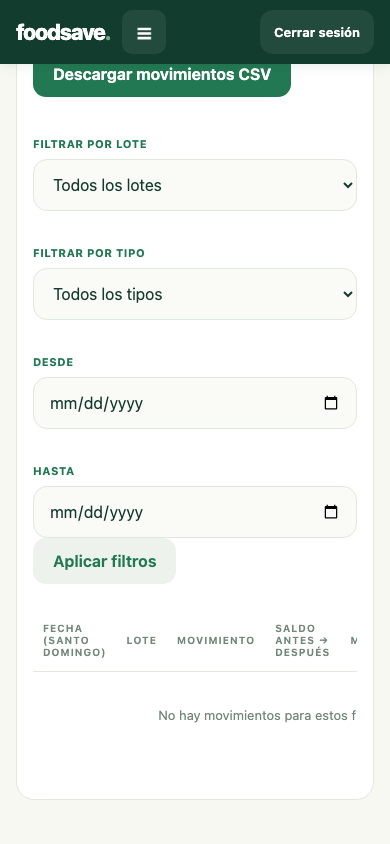 foodsave.
Cerrar sesión
Descargar movimientos CSV
FILTRAR POR LOTE
Todos los lotes
FILTRAR POR TIPO
Todos los tipos
DESDE
mm/dd/yyyy
HASTA
mm/dd/yyyy
Aplicar filtros
FECHA
(SANTO
DOMINGO)
LOTE
MOVIMIENTO
SALDO
ANTES →
DESPUÉS
No hay movimientos para estos f